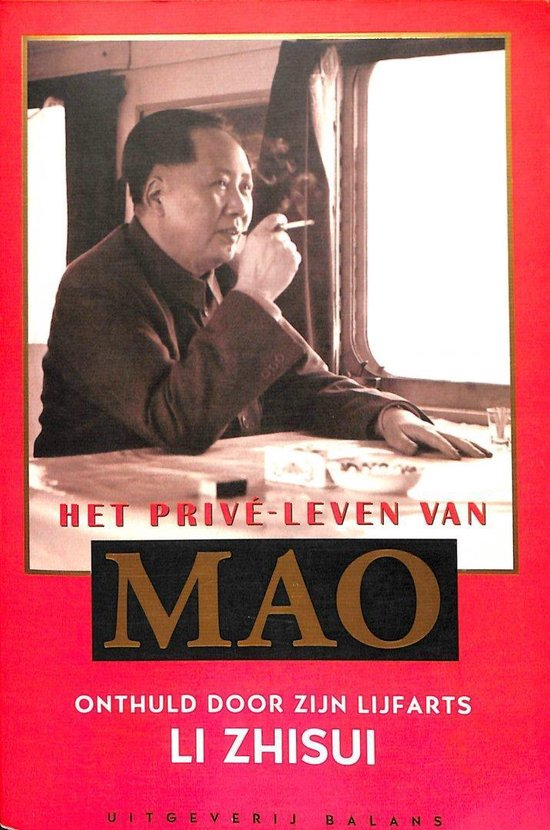 HET PRIVÉ-LEVEN VAN
MAO
ONTHULD DOOR ZIJN LIJFARTS
LI ZHISUI
UITGEVERIJ BALANS